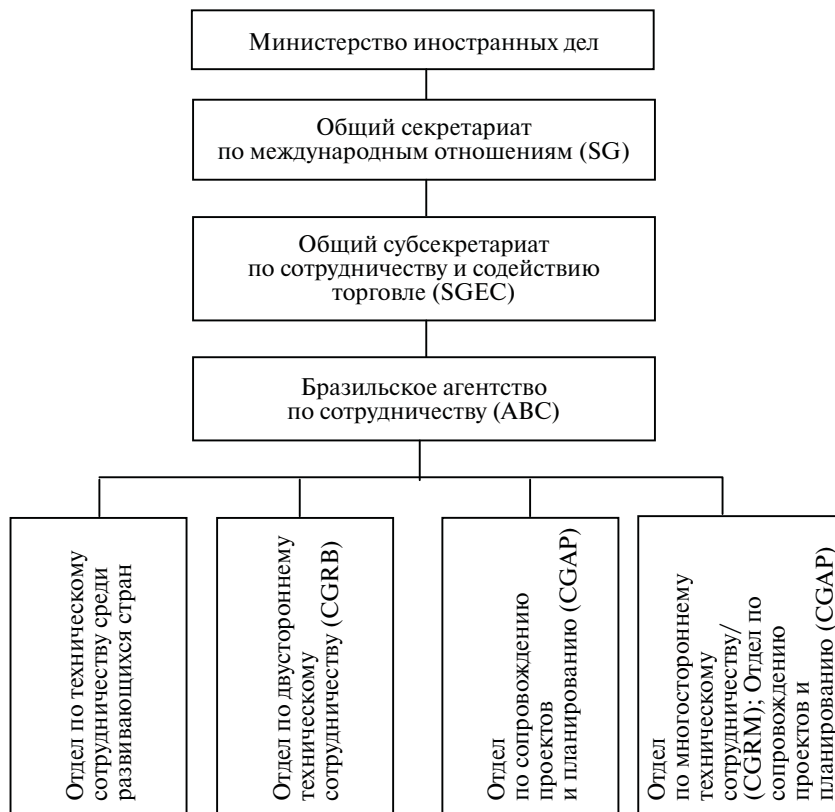 Министерство иностранных дел
Общий секретариат
по международным отношениям (SG)
Общий субсекретариат
по сотрудничеству и содействию
торговле (SGEC)
Бразильское агентство
по сотрудничеству (ABC)
Отдел по техническому
сотрудничеству среди
развивающихся стран
Отдел по двустороннему
техническому
сотрудничеству (CGRB)
Отдел
по сопровождению
проектов
и планированию (CGAP)
Отдел
по многостороннему
техническому
сотрудничеству/
(CGRM); Отдел по
сопровождению
проектов и
планированию (CGAP)